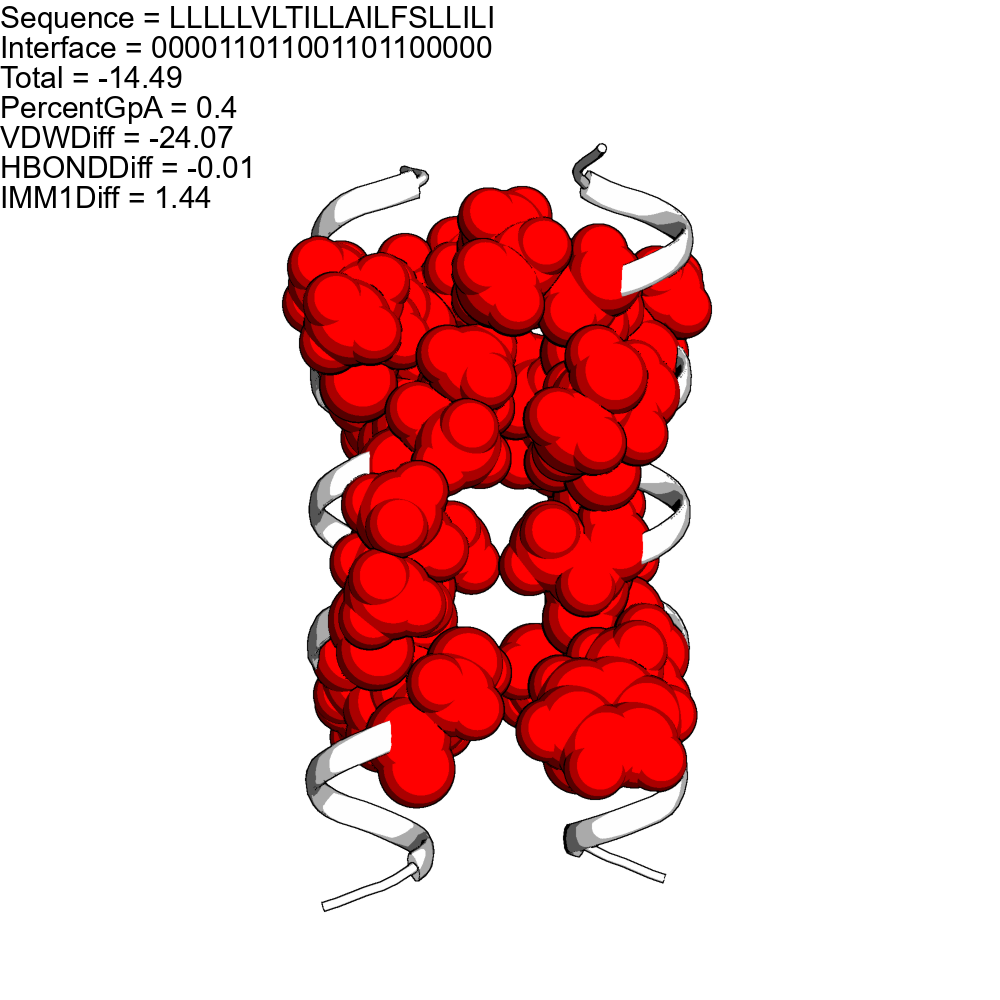 Sequence = LLLLLVLTILLAILFSLLILI
Interface = 000011011001101100000
Total = -14.49
PercentGpA = 0.4
VDWDiff = -24.07
HBONDDiff = -0.01
IMM1Diff = 1.44